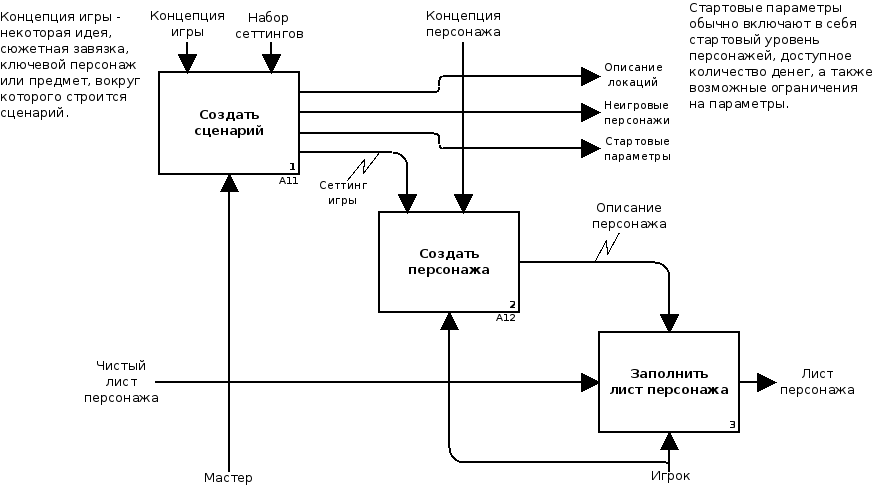 Концепция игры -
некоторая идея,
сюжетная завязка,
ключевой персонаж
или предмет, вокруг
которого строится
сценарий.
Концепция
игры
Набор
сеттингов
Концепция
персонажа
Стартовые параметры
обычно включают в себя
стартовый уровень
персонажей, доступное
количество денег, а также
возможные ограничения
на параметры.
Создать
сценарий
1
A11
Описание
локаций
Неигровые
персонажи
Стартовые
параметры
Сеттинг
игры
Создать
персонажа
2
A12
Описание
персонажа
Чистый
лист
персонажа
Заполнить
лист персонажа
3
Лист
персонажа
Мастер
Игрок